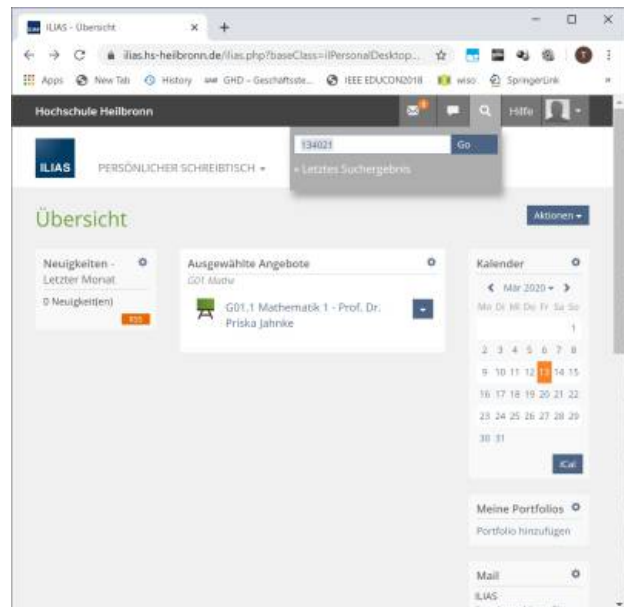 ILIAS - Übersicht
ilias.hs-heilbronn.de/ilias.php?baseClass=ilPersonalDesktop...
Apps New Tab History GHD - Geschäftsste... IEEE EDUCON2018 wiso SpringerLink
Hochschule Heilbronn
Hilfe
134021 Go
» Letztes Suchergebnis
ILIAS PERSÖNLICHER SCHREIBTISCH
Übersicht
Aktionen
Neuigkeiten -
Letzter Monat
0 Neuigkeit(en)
RSS
Ausgewählte Angebote
G01 Mathe
G01.1 Mathematik 1 - Prof. Dr.
Priska Jahnke
Kalender
Mär 2020
Mo Di Mi Do Fr Sa So
1
2 3 4 5 6 7 8
9 10 11 12 13 14 15
16 17 18 19 20 21 22
23 24 25 26 27 28 29
30 31
iCal
Meine Portfolios
Portfolio hinzufügen
Mail
ILIAS